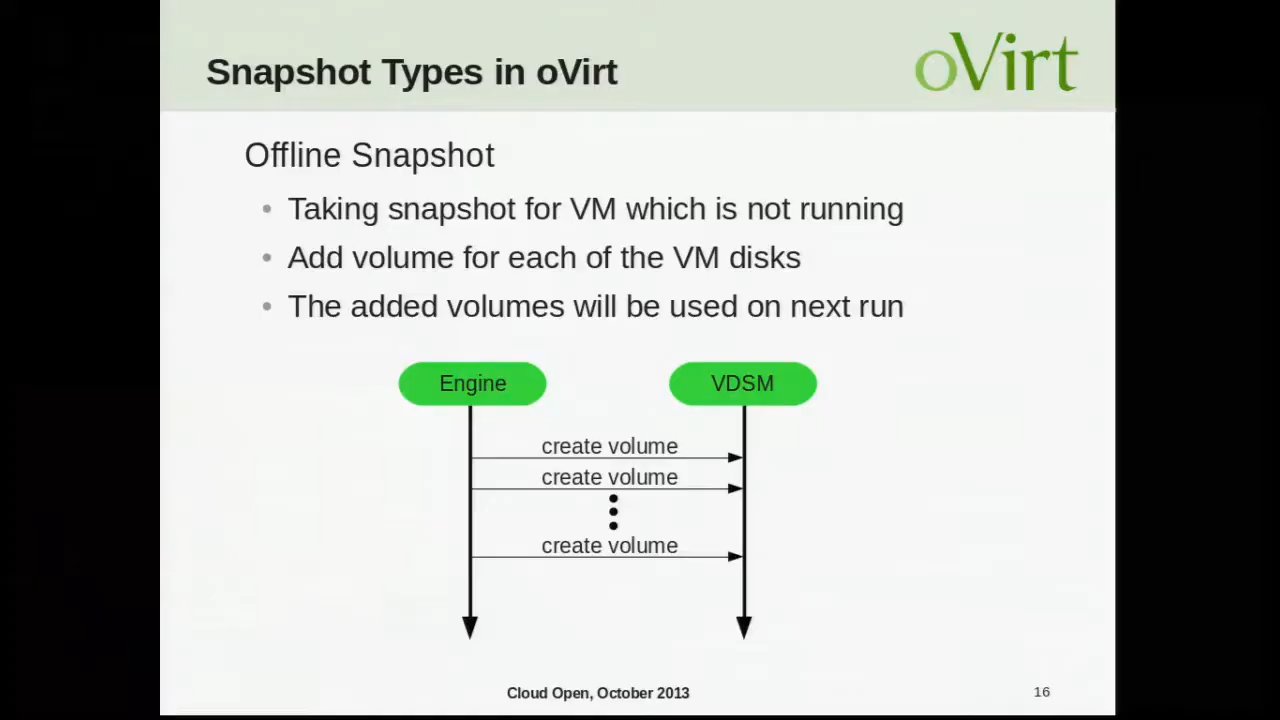 Snapshot Types in oVirt
oVirt
Offline Snapshot
• Taking snapshot for VM which is not running
• Add volume for each of the VM disks
• The added volumes will be used on next run
Engine
VDSM
create volume
create volume
create volume
Cloud Open, October 2013
16